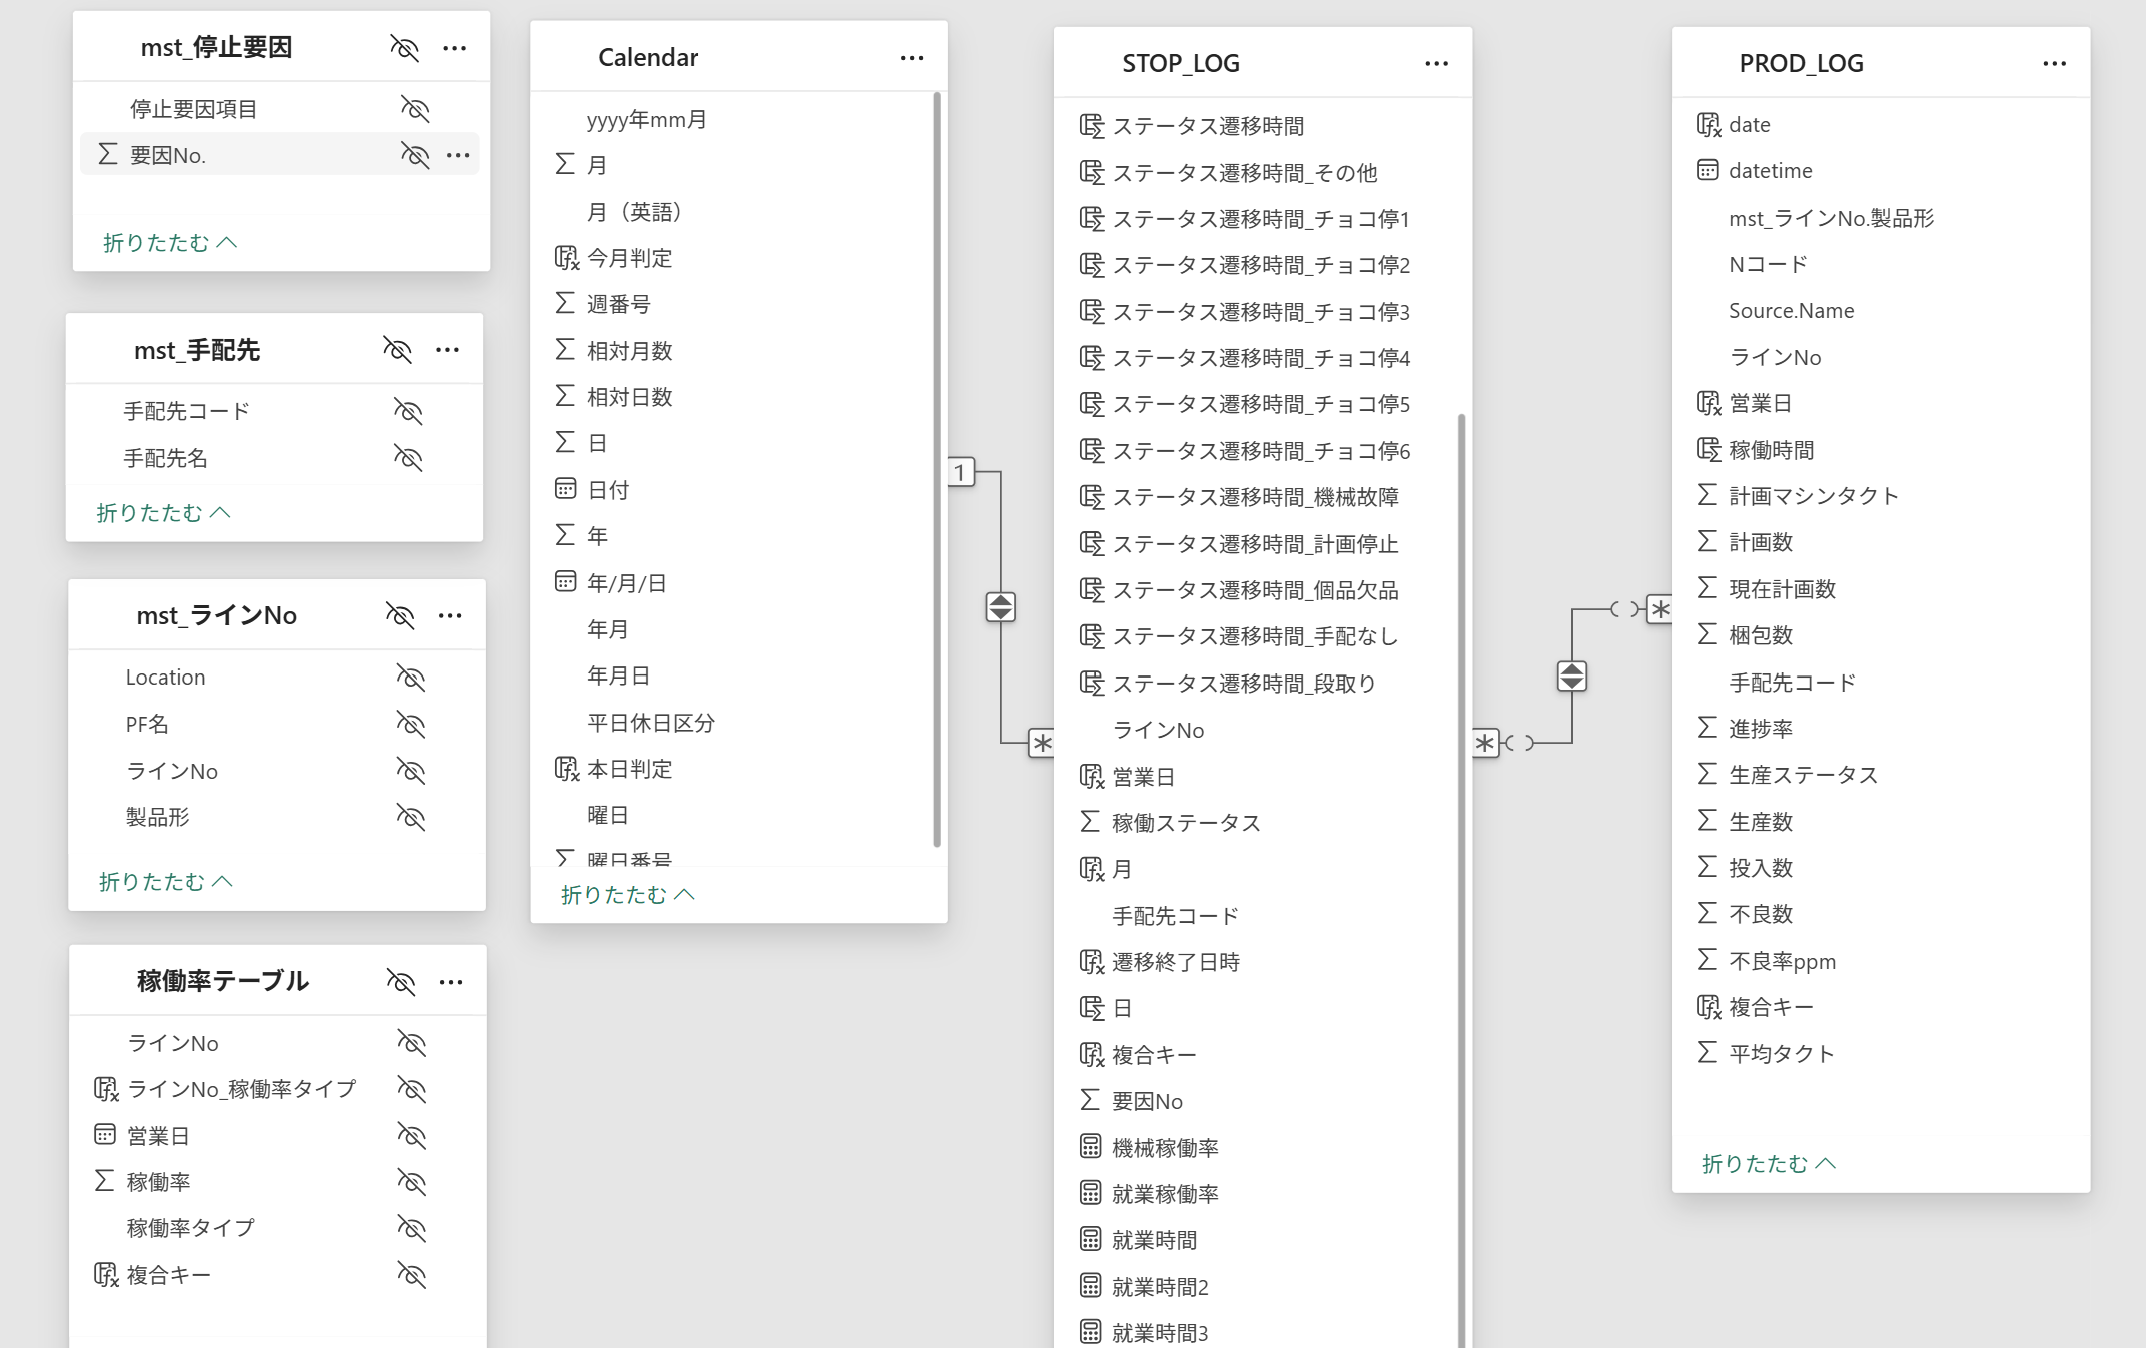 mst_停止要因
停止要因項目
要因No.
折りたたむ
mst_手配先
手配先コード
手配先名
折りたたむ
mst_ラインNo
Location
PF名
ラインNo
製品形
折りたたむ
稼働率テーブル
ラインNo
ラインNo_稼働率タイプ
営業日
稼働率
稼働率タイプ
複合キー
Calendar
yyyy年mm月
月
月（英語）
今月判定
週番号
相対月数
相対日数
日
日付
年
年/月/日
年月
年月日
平日休日区分
本日判定
曜日
曜日番号
折りたたむ
1
*
STOP_LOG
ステータス遷移時間
ステータス遷移時間_その他
ステータス遷移時間_チョコ停1
ステータス遷移時間_チョコ停2
ステータス遷移時間_チョコ停3
ステータス遷移時間_チョコ停4
ステータス遷移時間_チョコ停5
ステータス遷移時間_チョコ停6
ステータス遷移時間_機械故障
ステータス遷移時間_計画停止
ステータス遷移時間_個品欠品
ステータス遷移時間_手配なし
ステータス遷移時間_段取り
ラインNo
営業日
稼働ステータス
月
手配先コード
遷移終了日時
日
複合キー
要因No
機械稼働率
就業稼働率
就業時間
就業時間2
就業時間3
*
*
PROD_LOG
date
datetime
mst_ラインNo.製品形
Nコード
Source.Name
ラインNo
営業日
稼働時間
計画マシンタクト
計画数
現在計画数
梱包数
手配先コード
進捗率
生産ステータス
生産数
投入数
不良数
不良率ppm
複合キー
平均タクト
折りたたむ